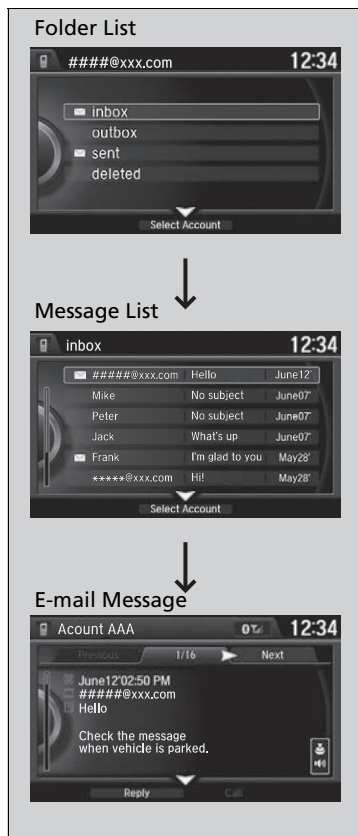 Folder List
####@xxx.com 12:34
inbox
outbox
sent
deleted
Select Account
Message List
inbox 12:34
#####@xxx.com Hello June12'
Mike No subject June07'
Peter No subject June07'
Jack What's up June07'
Frank I'm glad to you May28'
*****@xxx.com Hi! May28'
Select Account
E-mail Message
Acount AAA 12:34
Previous 1/16 Next
June12'02:50 PM
#####@xxx.com
Hello
Check the message
when vehicle is parked.
Reply Call